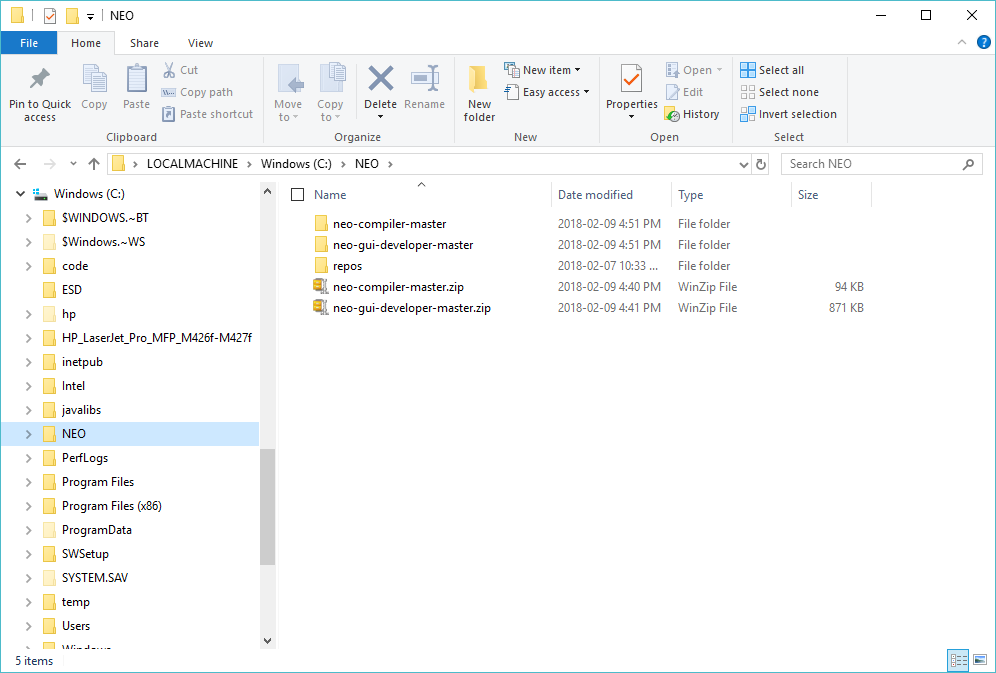 NEO
File Home Share View
Pin to Quick access
Copy
Paste
Cut
Copy path
Paste shortcut
Clipboard
Move to
Copy to
Delete
Rename
Organize
New folder
New item
Easy access
New
Properties
Open
Edit
History
Open
Select all
Select none
Invert selection
Select
LOCALMACHINE > Windows (C:) > NEO >
Search NEO
Windows (C:)
$WINDOWS.~BT
$Windows.~WS
code
ESD
hp
HP_LaserJet_Pro_MFP_M426f-M427f
inetpub
Intel
javalibs
NEO
PerfLogs
Program Files
Program Files (x86)
ProgramData
SWSetup
SYSTEM.SAV
temp
Users
Windows
Name Date modified Type Size
neo-compiler-master 2018-02-09 4:51 PM File folder
neo-gui-developer-master 2018-02-09 4:51 PM File folder
repos 2018-02-07 10:33 ... File folder
neo-compiler-master.zip 2018-02-09 4:40 PM WinZip File 94 KB
neo-gui-developer-master.zip 2018-02-09 4:41 PM WinZip File 871 KB
5 items